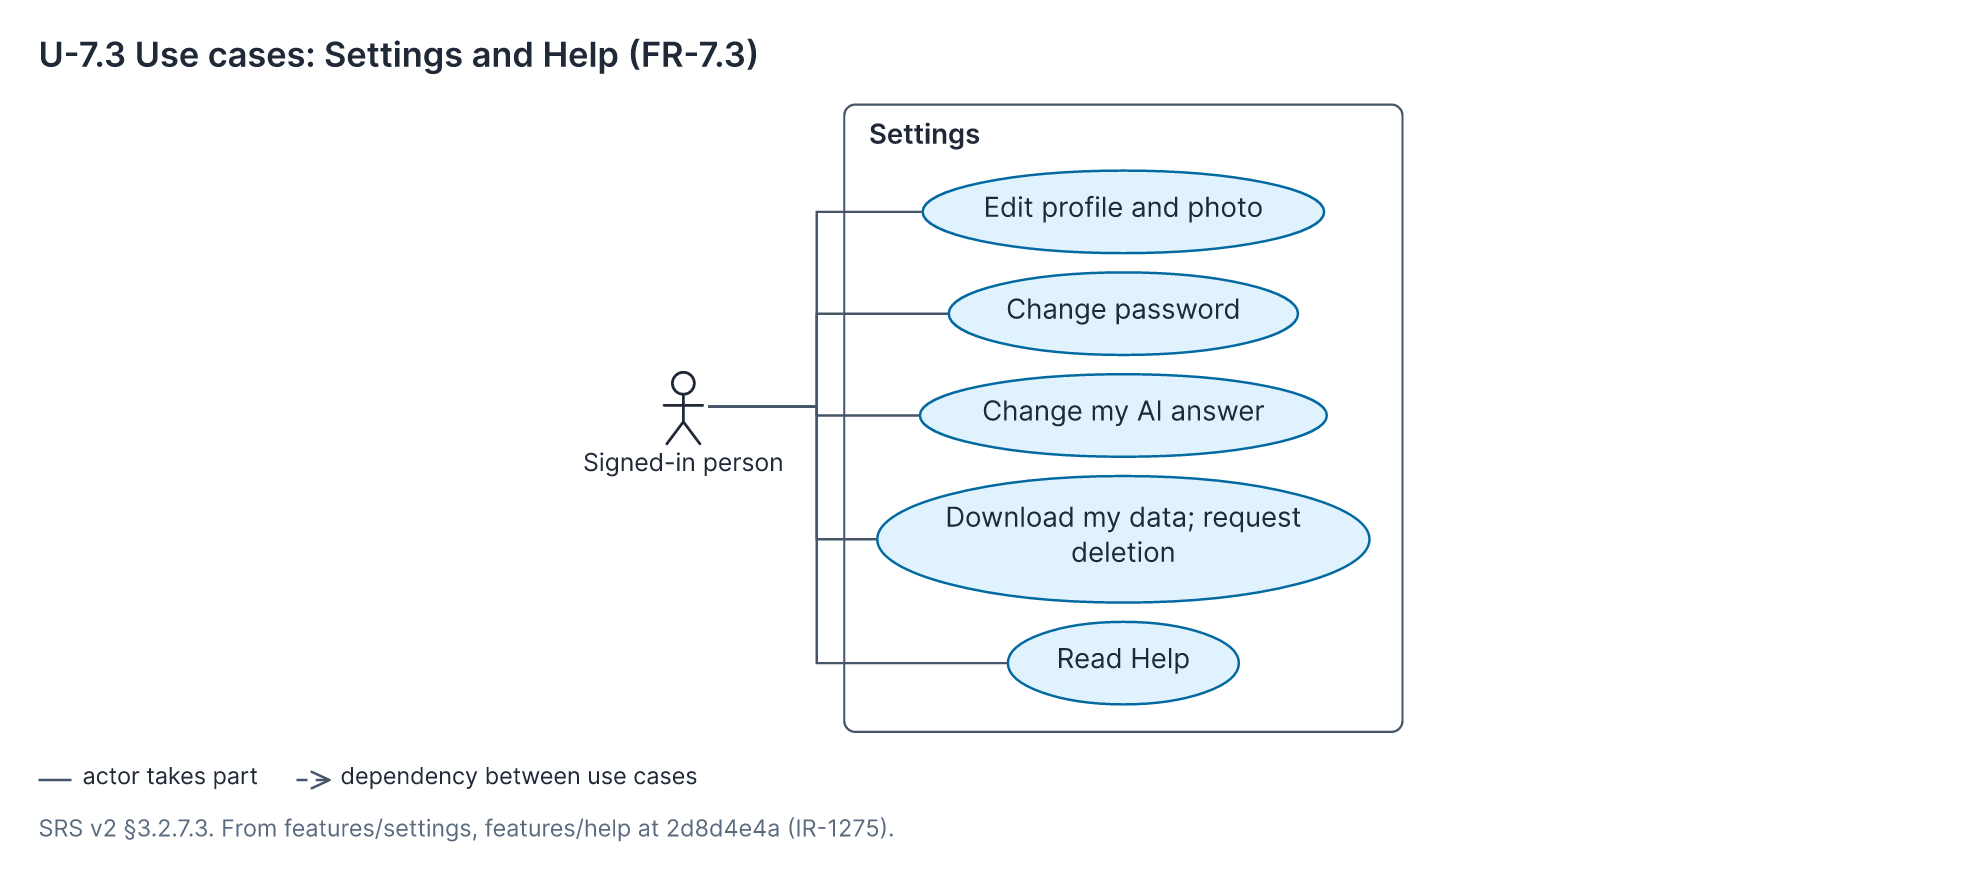 U-7.3 Use cases: Settings and Help (FR-7.3)
Settings
Edit profile and photo
Change password
Change my AI answer
Signed-in person
Download my data; request
deletion
Read Help
actor takes part
dependency between use cases
SRS v2 §3.2.7.3. From features/settings, features/help at 2d8d4e4a (IR-1275).